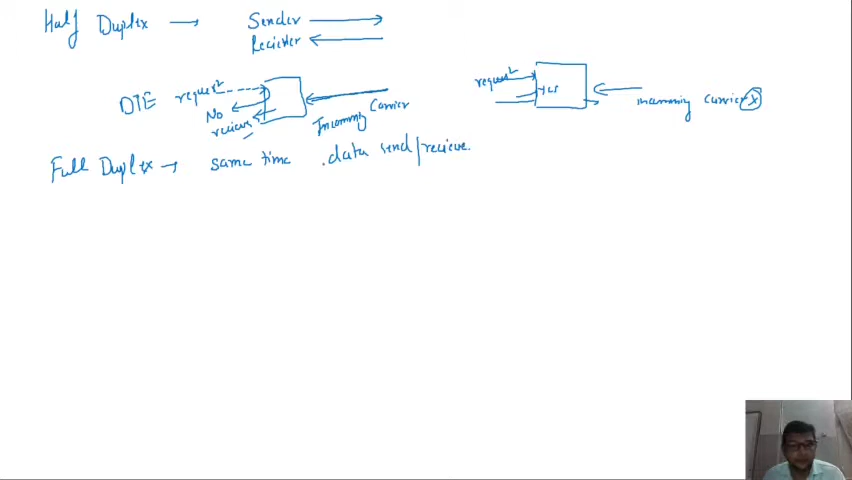 Half Duplex → Sender
Reciever
DTE request
No
recieve
Incomming Carrier
request
incomming carrier x
Full Duplex → same time . data send/recieve.